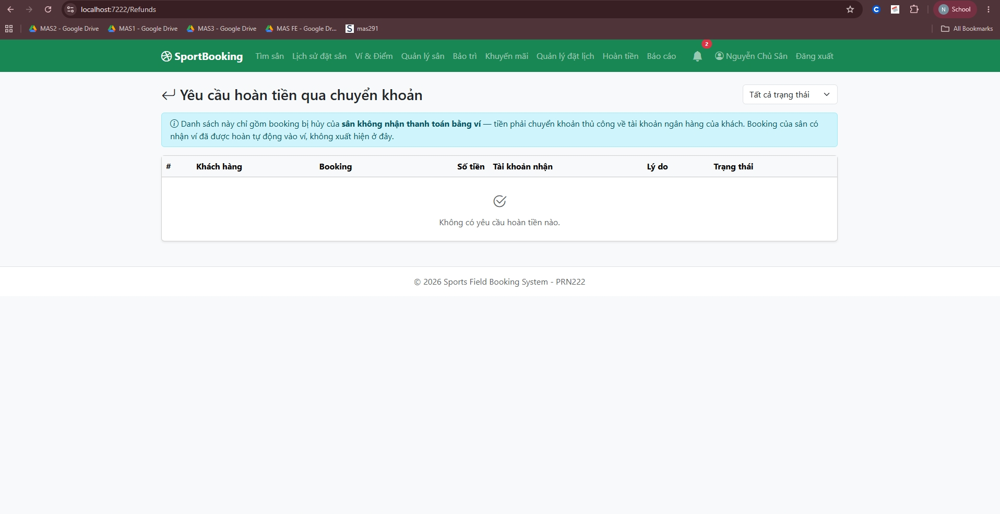 localhost:7222/Refunds
N School
MAS2 - Google Drive MAS1 - Google Drive MAS3 - Google Drive MAS FE - Google Dr... S mas291 All Bookmarks
SportBooking Tìm sân Lịch sử đặt sân Ví & Điểm Quản lý sân Bảo trì Khuyến mãi Quản lý đặt lịch Hoàn tiền Báo cáo 2 Nguyễn Chủ Sân Đăng xuất
Yêu cầu hoàn tiền qua chuyển khoản
Tất cả trạng thái
Danh sách này chỉ gồm booking bị hủy của sân không nhận thanh toán bằng ví — tiền phải chuyển khoản thủ công về tài khoản ngân hàng của khách. Booking của sân có
nhận ví đã được hoàn tự động vào ví, không xuất hiện ở đây.
# Khách hàng Booking Số tiền Tài khoản nhận Lý do Trạng thái
Không có yêu cầu hoàn tiền nào.
© 2026 Sports Field Booking System - PRN222